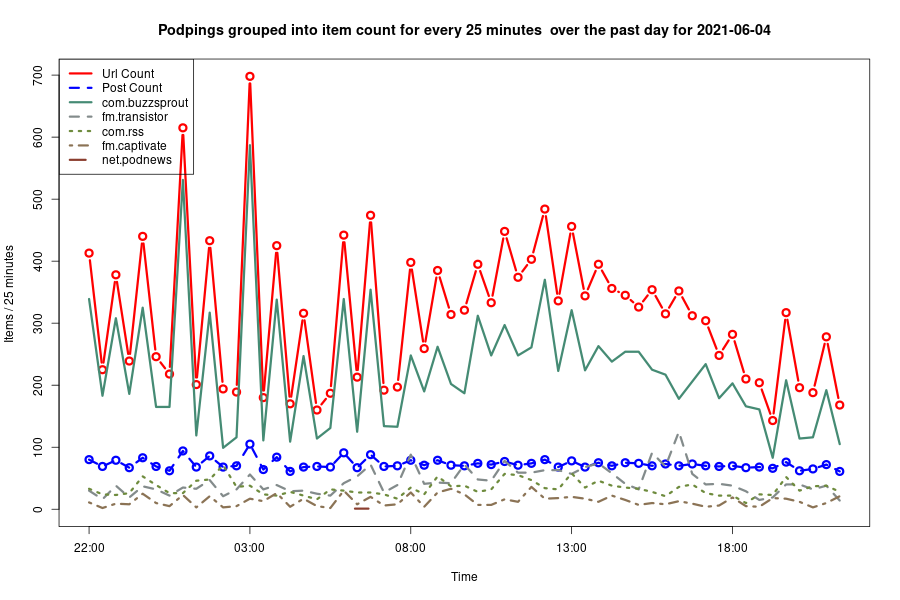 Podpings grouped into item count for every 25 minutes  over the past day for 2021-06-04
Url Count
Post Count
com.buzzsprout
fm.transistor
com.rss
fm.captivate
net.podnews
Items / 25 minutes
700
600
500
400
300
200
100
0
22:00 03:00 08:00 13:00 18:00
Time